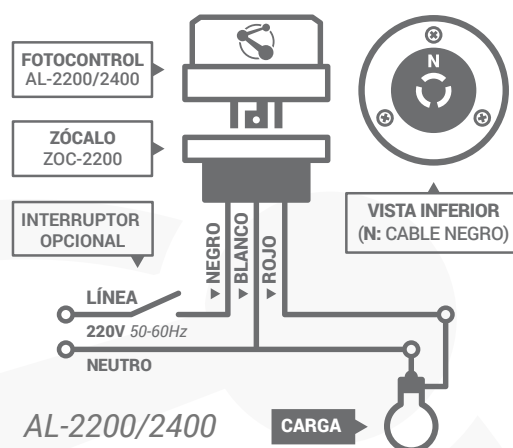 FOTOCONTROL
AL-2200/2400
N
ZÓCALO
ZOC-2200
VISTA INFERIOR
(N: CABLE NEGRO)
INTERRUPTOR
OPCIONAL
NEGRO
BLANCO
ROJO
LÍNEA
220V 50-60Hz
NEUTRO
AL-2200/2400
CARGA